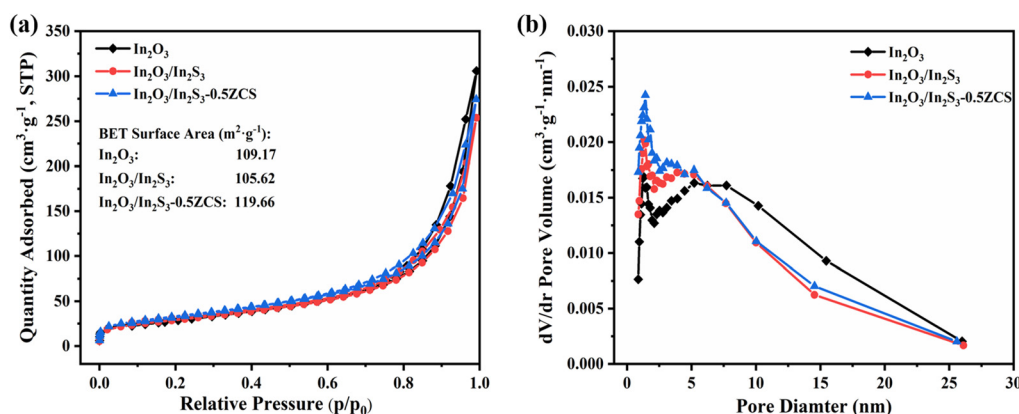 (a)
350
300
250
200
150
100
50
0
Quantity Adsorbed (cm³·g⁻¹, STP)
In₂O₃
In₂O₃/In₂S₃
In₂O₃/In₂S₃-0.5ZCS
BET Surface Area (m²·g⁻¹):
In₂O₃: 109.17
In₂O₃/In₂S₃: 105.62
In₂O₃/In₂S₃-0.5ZCS: 119.66
0.0 0.2 0.4 0.6 0.8 1.0
Relative Pressure (p/p₀)
(b)
0.030
0.025
0.020
0.015
0.010
0.005
0.000
dV/dr Pore Volume (cm³·g⁻¹·nm⁻¹)
In₂O₃
In₂O₃/In₂S₃
In₂O₃/In₂S₃-0.5ZCS
0 5 10 15 20 25 30
Pore Diamter (nm)